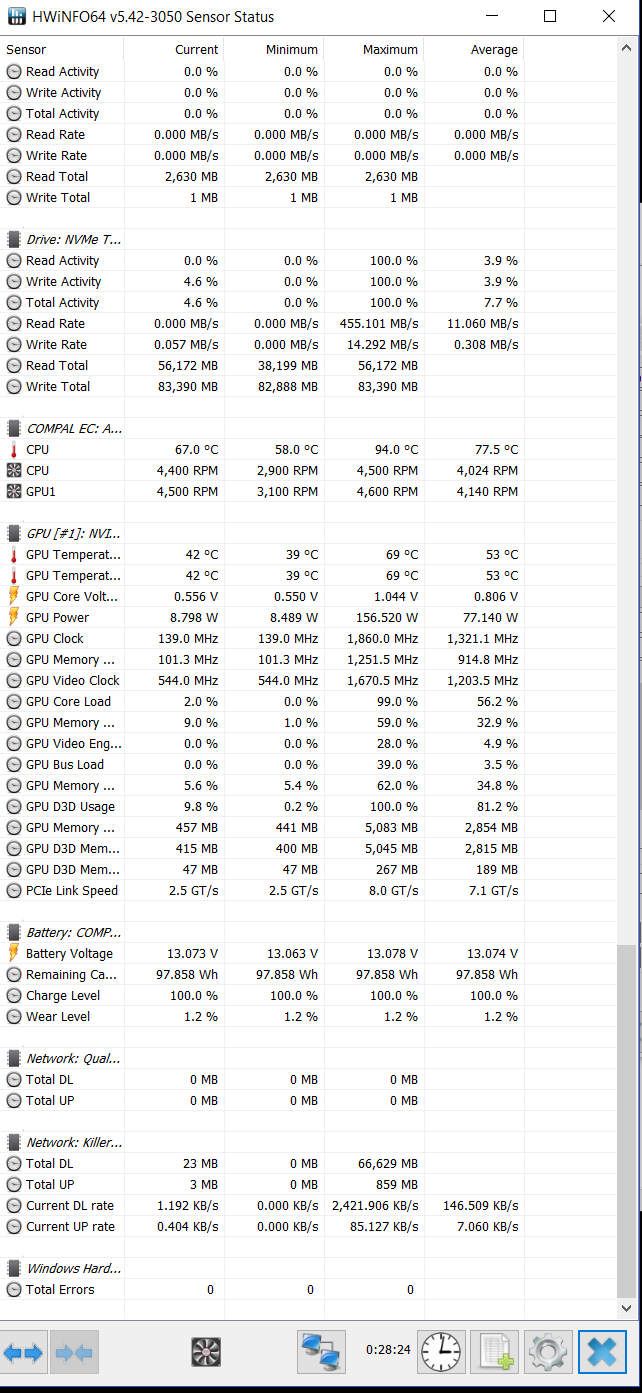 HWiNFO64 v5.42-3050 Sensor Status
Sensor Current Minimum Maximum Average
Read Activity 0.0 % 0.0 % 0.0 % 0.0 %
Write Activity 0.0 % 0.0 % 0.0 % 0.0 %
Total Activity 0.0 % 0.0 % 0.0 % 0.0 %
Read Rate 0.000 MB/s 0.000 MB/s 0.000 MB/s 0.000 MB/s
Write Rate 0.000 MB/s 0.000 MB/s 0.000 MB/s 0.000 MB/s
Read Total 2,630 MB 2,630 MB 2,630 MB
Write Total 1 MB 1 MB 1 MB
Drive: NVMe T...
Read Activity 0.0 % 0.0 % 100.0 % 3.9 %
Write Activity 4.6 % 0.0 % 100.0 % 3.9 %
Total Activity 4.6 % 0.0 % 100.0 % 7.7 %
Read Rate 0.000 MB/s 0.000 MB/s 455.101 MB/s 11.060 MB/s
Write Rate 0.057 MB/s 0.000 MB/s 14.292 MB/s 0.308 MB/s
Read Total 56,172 MB 38,199 MB 56,172 MB
Write Total 83,390 MB 82,888 MB 83,390 MB
COMPAL EC: A...
CPU 67.0 °C 58.0 °C 94.0 °C 77.5 °C
CPU 4,400 RPM 2,900 RPM 4,500 RPM 4,024 RPM
GPU1 4,500 RPM 3,100 RPM 4,600 RPM 4,140 RPM
GPU [#1]: NVI...
GPU Temperat... 42 °C 39 °C 69 °C 53 °C
GPU Temperat... 42 °C 39 °C 69 °C 53 °C
GPU Core Volt... 0.556 V 0.550 V 1.044 V 0.806 V
GPU Power 8.798 W 8.489 W 156.520 W 77.140 W
GPU Clock 139.0 MHz 139.0 MHz 1,860.0 MHz 1,321.1 MHz
GPU Memory ... 101.3 MHz 101.3 MHz 1,251.5 MHz 914.8 MHz
GPU Video Clock 544.0 MHz 544.0 MHz 1,670.5 MHz 1,203.5 MHz
GPU Core Load 2.0 % 0.0 % 99.0 % 56.2 %
GPU Memory ... 9.0 % 1.0 % 59.0 % 32.9 %
GPU Video Eng... 0.0 % 0.0 % 28.0 % 4.9 %
GPU Bus Load 0.0 % 0.0 % 39.0 % 3.5 %
GPU Memory ... 5.6 % 5.4 % 62.0 % 34.8 %
GPU D3D Usage 9.8 % 0.2 % 100.0 % 81.2 %
GPU Memory ... 457 MB 441 MB 5,083 MB 2,854 MB
GPU D3D Mem... 415 MB 400 MB 5,045 MB 2,815 MB
GPU D3D Mem... 47 MB 47 MB 267 MB 189 MB
PCIe Link Speed 2.5 GT/s 2.5 GT/s 8.0 GT/s 7.1 GT/s
Battery: COMP...
Battery Voltage 13.073 V 13.063 V 13.078 V 13.074 V
Remaining Ca... 97.858 Wh 97.858 Wh 97.858 Wh 97.858 Wh
Charge Level 100.0 % 100.0 % 100.0 % 100.0 %
Wear Level 1.2 % 1.2 % 1.2 % 1.2 %
Network: Qual...
Total DL 0 MB 0 MB 0 MB
Total UP 0 MB 0 MB 0 MB
Network: Killer...
Total DL 23 MB 0 MB 66,629 MB
Total UP 3 MB 0 MB 859 MB
Current DL rate 1.192 KB/s 0.000 KB/s 2,421.906 KB/s 146.509 KB/s
Current UP rate 0.404 KB/s 0.000 KB/s 85.127 KB/s 7.060 KB/s
Windows Hard...
Total Errors 0 0 0
0:28:24